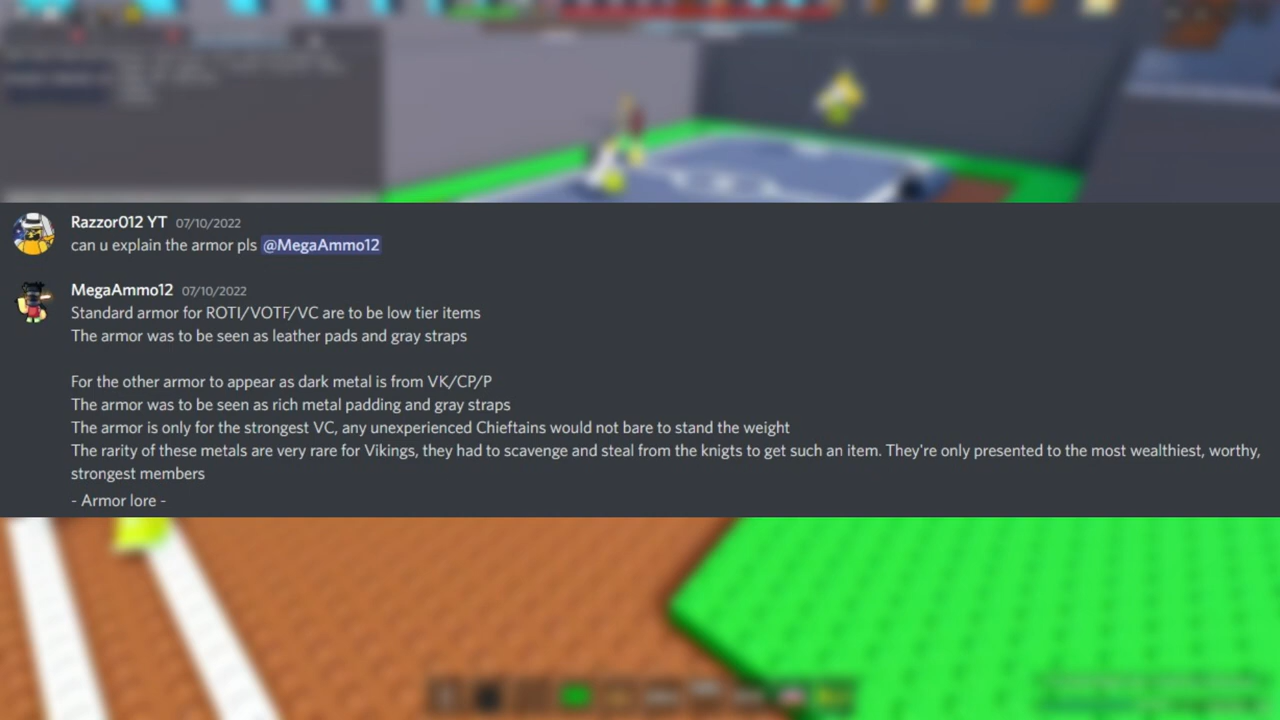 Razzor012 YT 07/10/2022
can u explain the armor pls @MegaAmmo12
MegaAmmo12 07/10/2022
Standard armor for ROTI/VOTF/VC are to be low tier items
The armor was to be seen as leather pads and gray straps
For the other armor to appear as dark metal is from VK/CP/P
The armor was to be seen as rich metal padding and gray straps
The armor is only for the strongest VC, any unexperienced Chieftains would not bare to stand the weight
The rarity of these metals are very rare for Vikings, they had to scavenge and steal from the knigts to get such an item. They're only presented to the most wealthiest, worthy,
strongest members
- Armor lore -